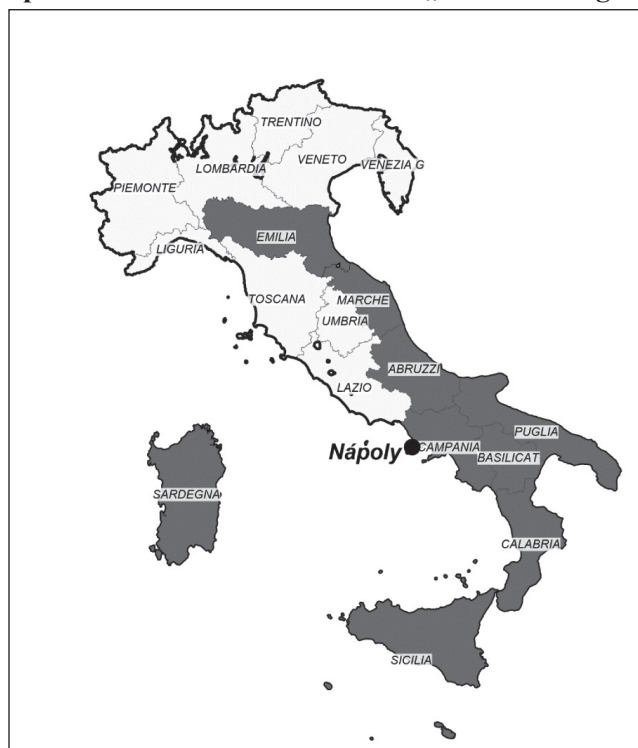 TRENTINO
VENETO
VENEZIA G
LOMBARDIA
PIEMONTE
EMILIA
LIGURIA
TOSCANA
MARCHE
UMBRIA
ABRUZZI
LAZIO
PUGLIA
Nápoly
CAMPANIA
BASILICAT
SARDEGNA
CALABRIA
SICILIA